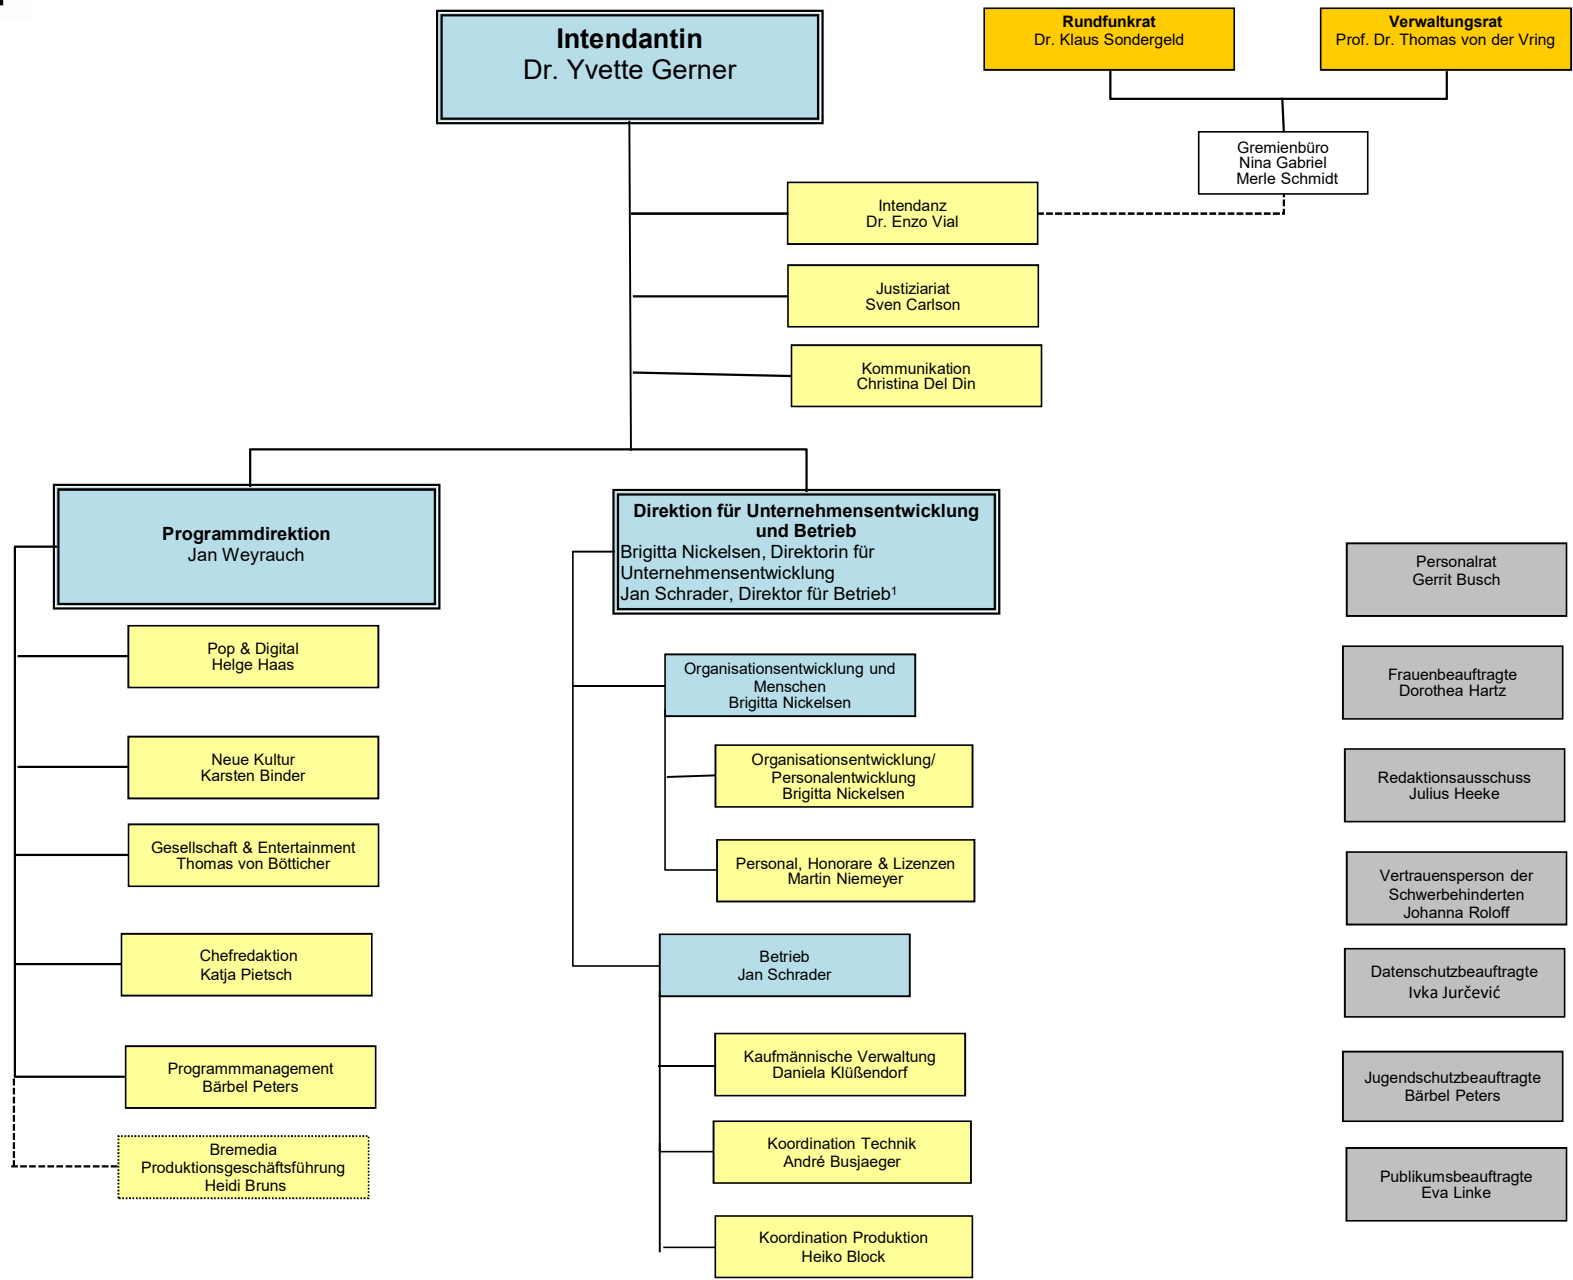 Intendantin
Dr. Yvette Gerner
Rundfunkrat
Dr. Klaus Sondergeld
Verwaltungsrat
Prof. Dr. Thomas von der Vring
Gremienbüro
Nina Gabriel
Merle Schmidt
Intendanz
Dr. Enzo Vial
Justiziariat
Sven Carlson
Kommunikation
Christina Del Din
Programmdirektion
Jan Weyrauch
Pop & Digital
Helge Haas
Neue Kultur
Karsten Binder
Gesellschaft & Entertainment
Thomas von Bötticher
Chefredaktion
Katja Pietsch
Programmmanagement
Bärbel Peters
Bremedia
Produktionsgeschäftsführung
Heidi Bruns
Direktion für Unternehmensentwicklung
und Betrieb
Brigitta Nickelsen, Direktorin für
Unternehmensentwicklung
Jan Schrader, Direktor für Betrieb¹
Organisationsentwicklung und
Menschen
Brigitta Nickelsen
Organisationsentwicklung/
Personalentwicklung
Brigitta Nickelsen
Personal, Honorare & Lizenzen
Martin Niemeyer
Betrieb
Jan Schrader
Kaufmännische Verwaltung
Daniela Klüßendorf
Koordination Technik
André Busjaeger
Koordination Produktion
Heiko Block
Personalrat
Gerrit Busch
Frauenbeauftragte
Dorothea Hartz
Redaktionsausschuss
Julius Heeke
Vertrauensperson der
Schwerbehinderten
Johanna Roloff
Datenschutzbeauftragte
Ivka Jurčević
Jugendschutzbeauftragte
Bärbel Peters
Publikumsbeauftragte
Eva Linke